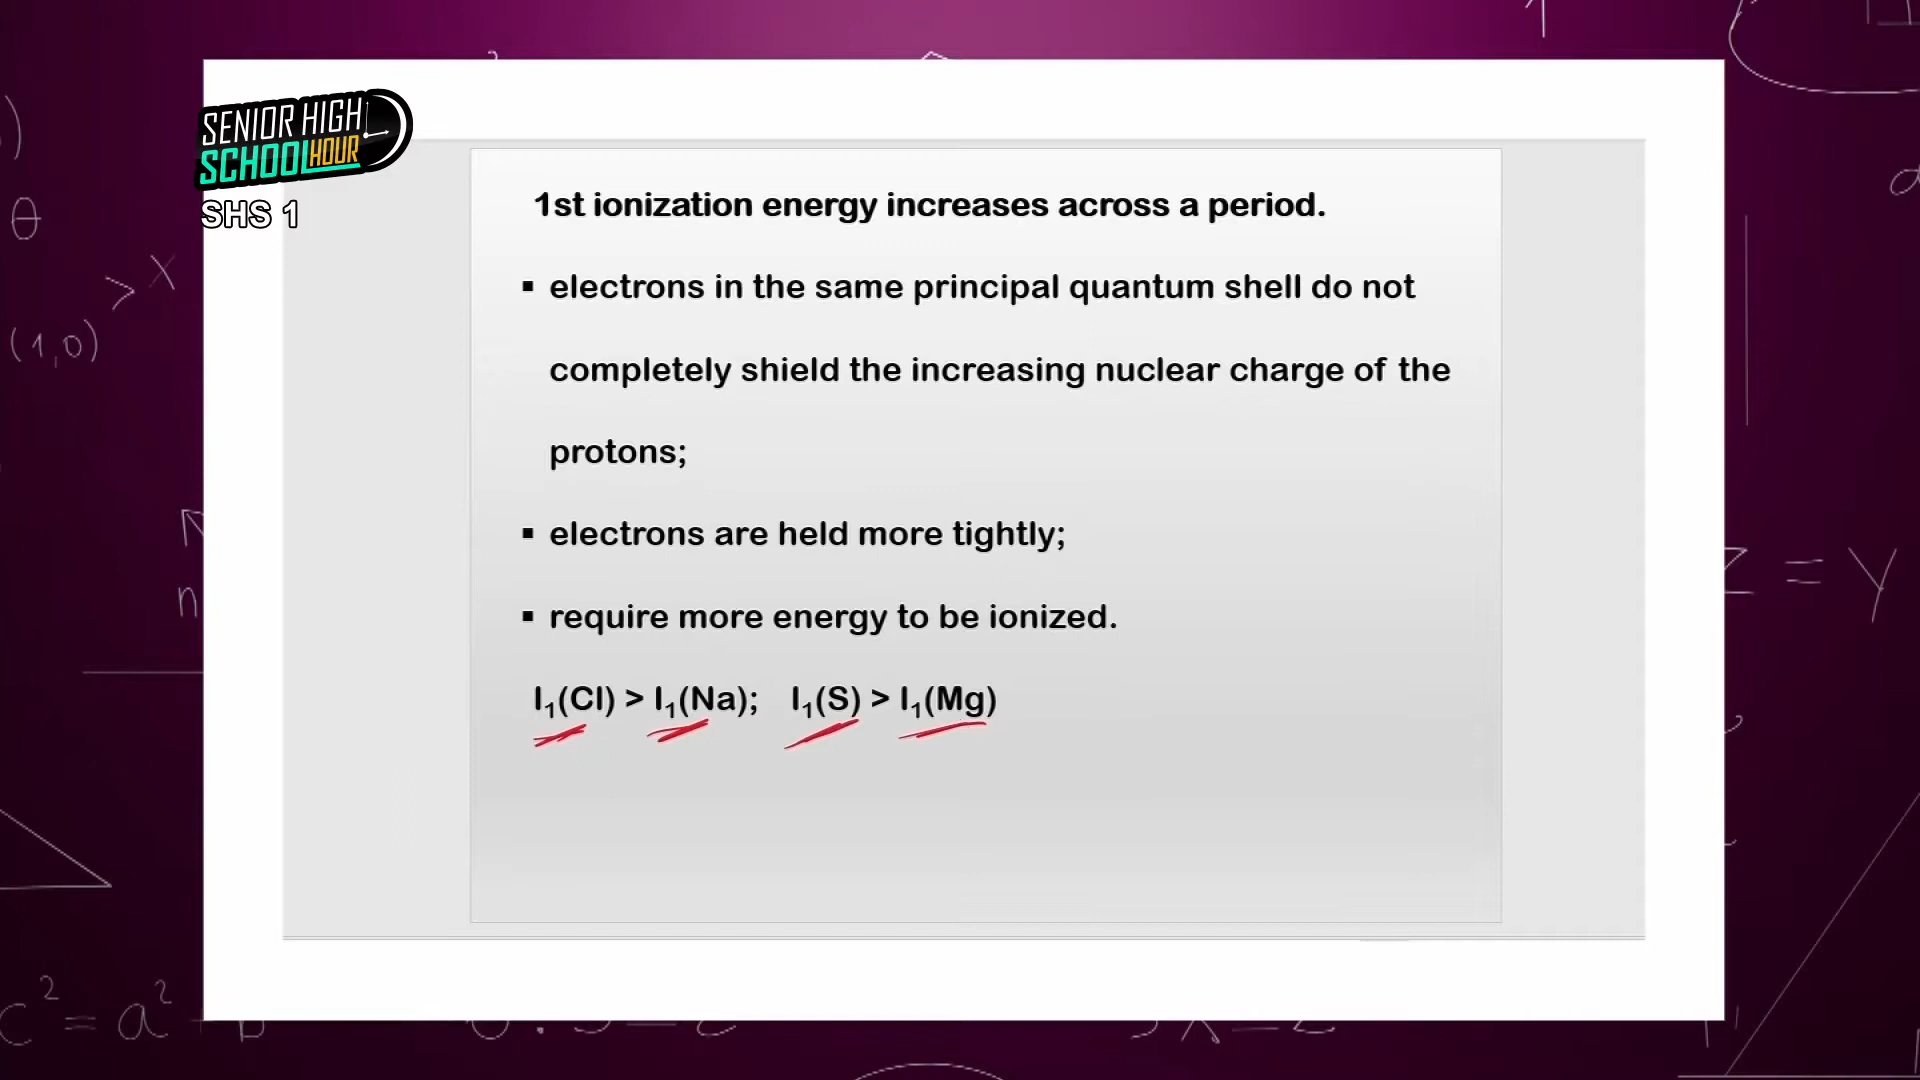 SENIOR HIGH
SCHOOL HOUR
SHS 1
1st ionization energy increases across a period.
▪ electrons in the same principal quantum shell do not
completely shield the increasing nuclear charge of the
protons;
▪ electrons are held more tightly;
▪ require more energy to be ionized.
I₁(Cl) > I₁(Na); I₁(S) > I₁(Mg)
θ
> X
(1,0)
= Y